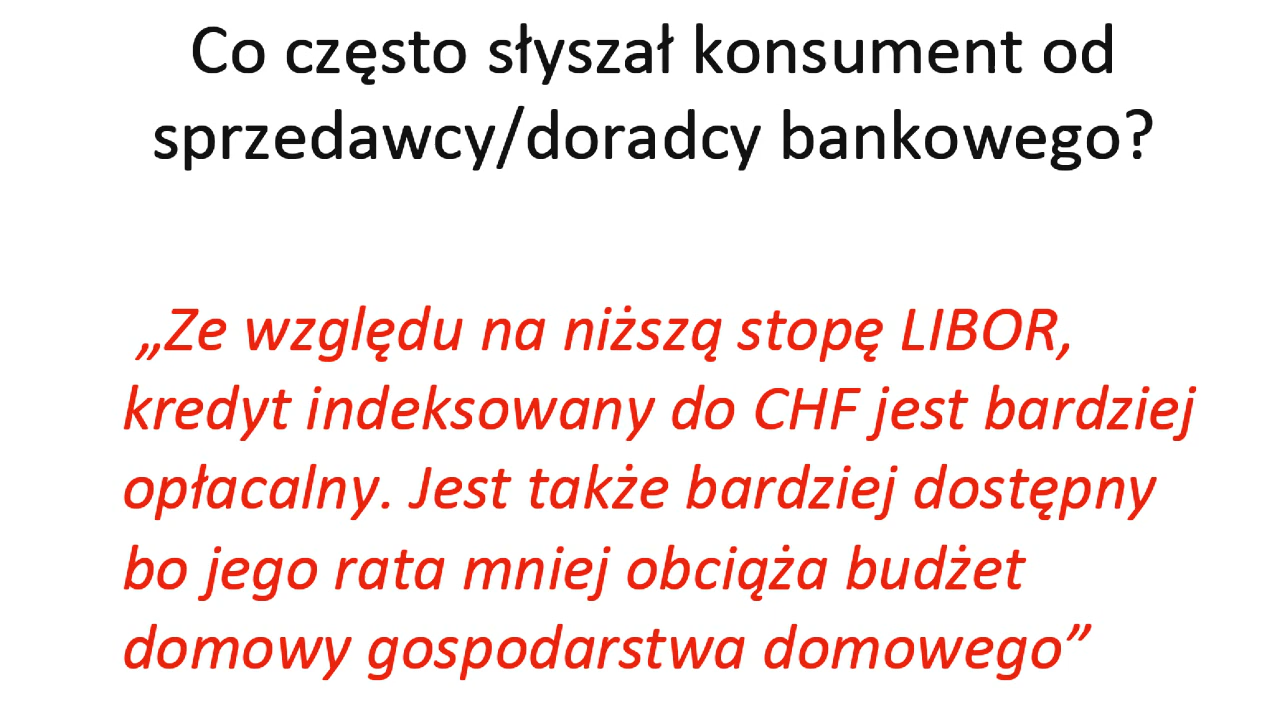 Co często słyszał konsument od
sprzedawcy/doradcy bankowego?
„Ze względu na niższą stopę LIBOR,
kredyt indeksowany do CHF jest bardziej
opłacalny. Jest także bardziej dostępny
bo jego rata mniej obciąża budżet
domowy gospodarstwa domowego”